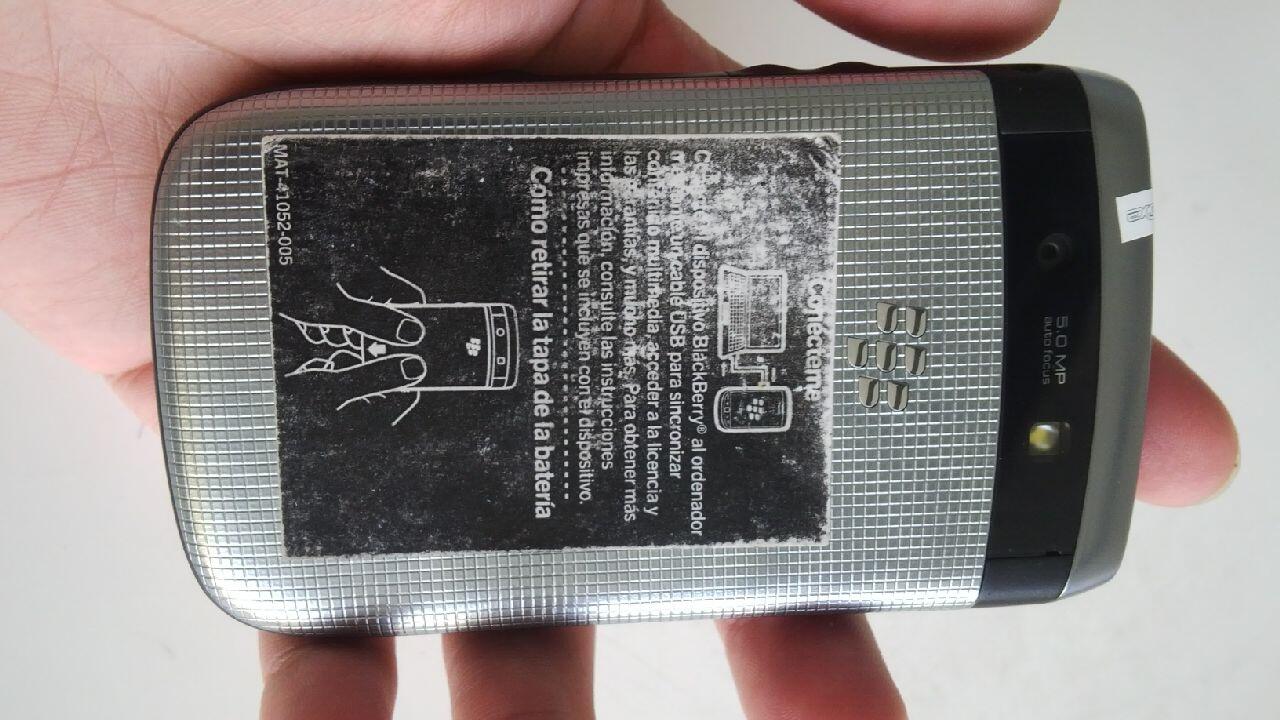 5.0 MP
auto focus
Conécteme
dispositivo BlackBerry® al ordenador
cable USB para sincronizar
multimedia, acceder a la licencia y
y mucho más. Para obtener más
información, consulte las instrucciones
impresas que se incluyen con el dispositivo.
Cómo retirar la tapa de la batería
MAT-41052-005